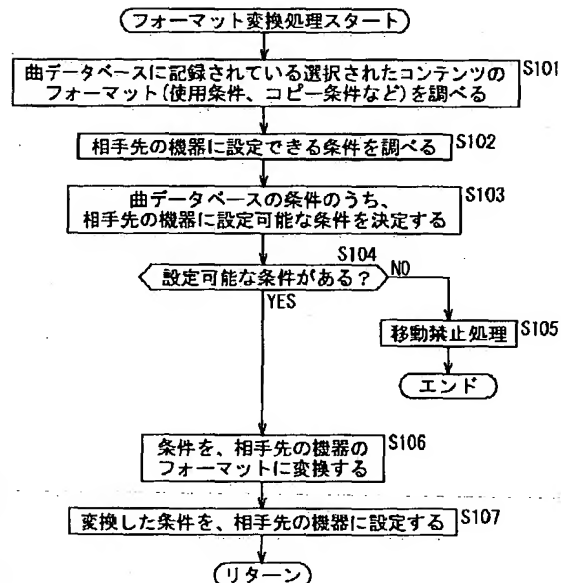 フォーマット変換処理スタート
曲データベースに記録されている選択されたコンテンツの
フォーマット(使用条件、コピー条件など)を調べる
S101
相手先の機器に設定できる条件を調べる
S102
曲データベースの条件のうち、
相手先の機器に設定可能な条件を決定する
S103
S104
設定可能な条件がある?
NO
YES
移動禁止処理
S105
エンド
条件を、相手先の機器の
フォーマットに変換する
S106
変換した条件を、相手先の機器に設定する
S107
リターン